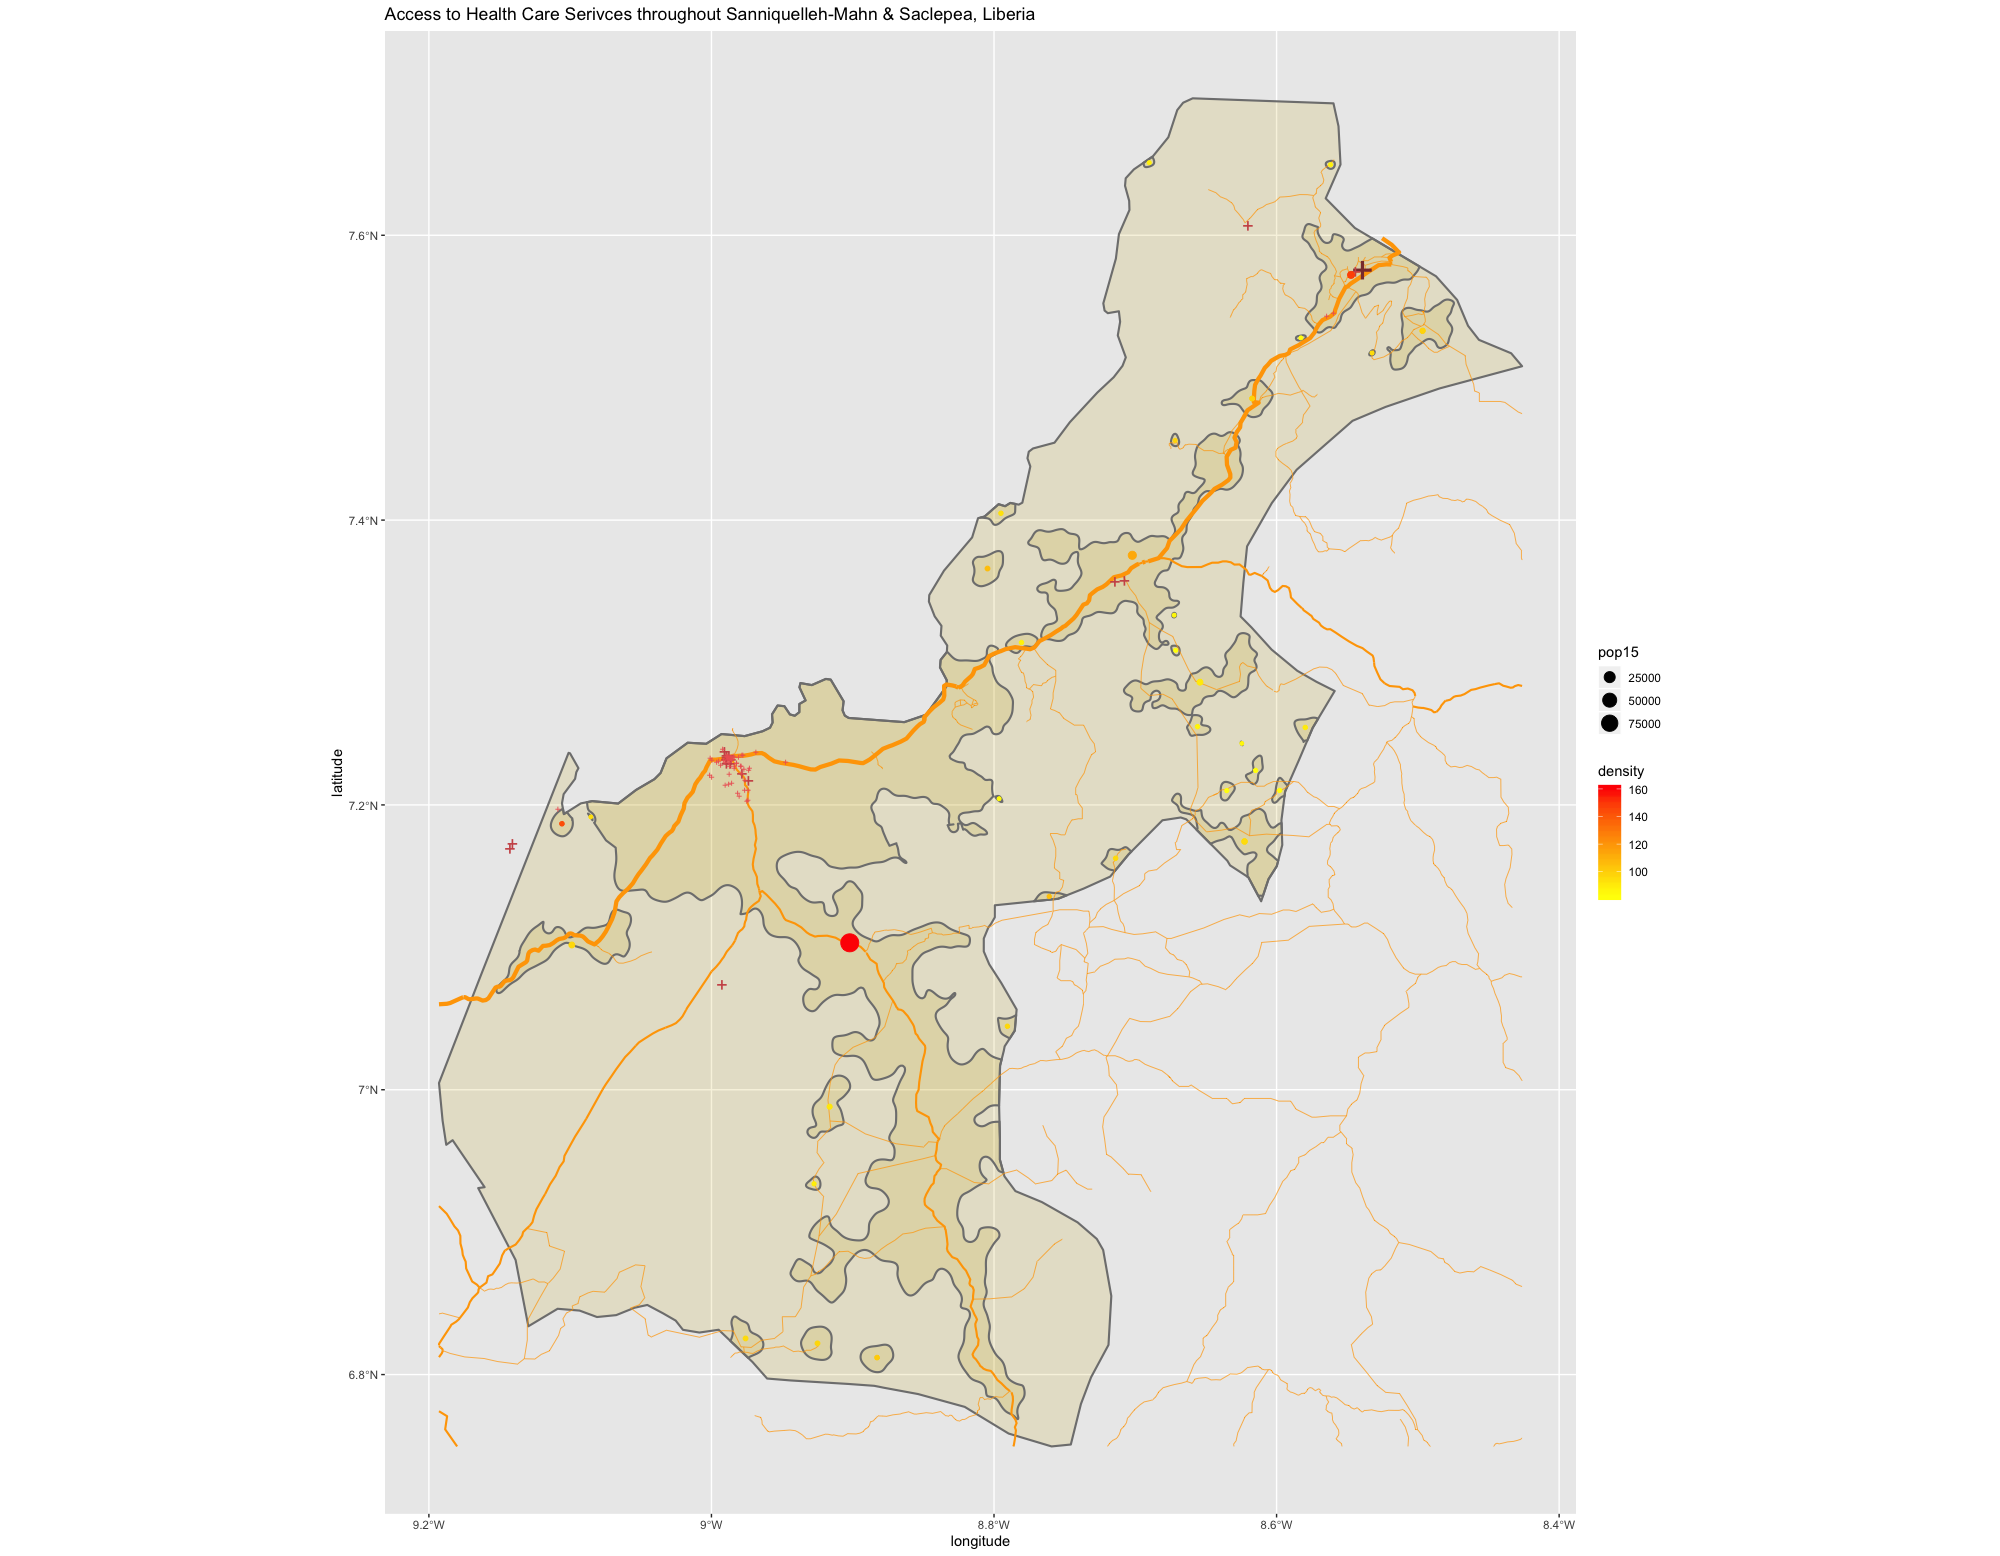 Access to Health Care Serivces throughout Sanniquelleh-Mahn & Saclepea, Liberia
7.6°N
7.4°N
7.2°N
7°N
6.8°N
latitude
9.2°W
9°W
8.8°W
8.6°W
8.4°W
longitude
pop15
25000
50000
75000
density
160
140
120
100